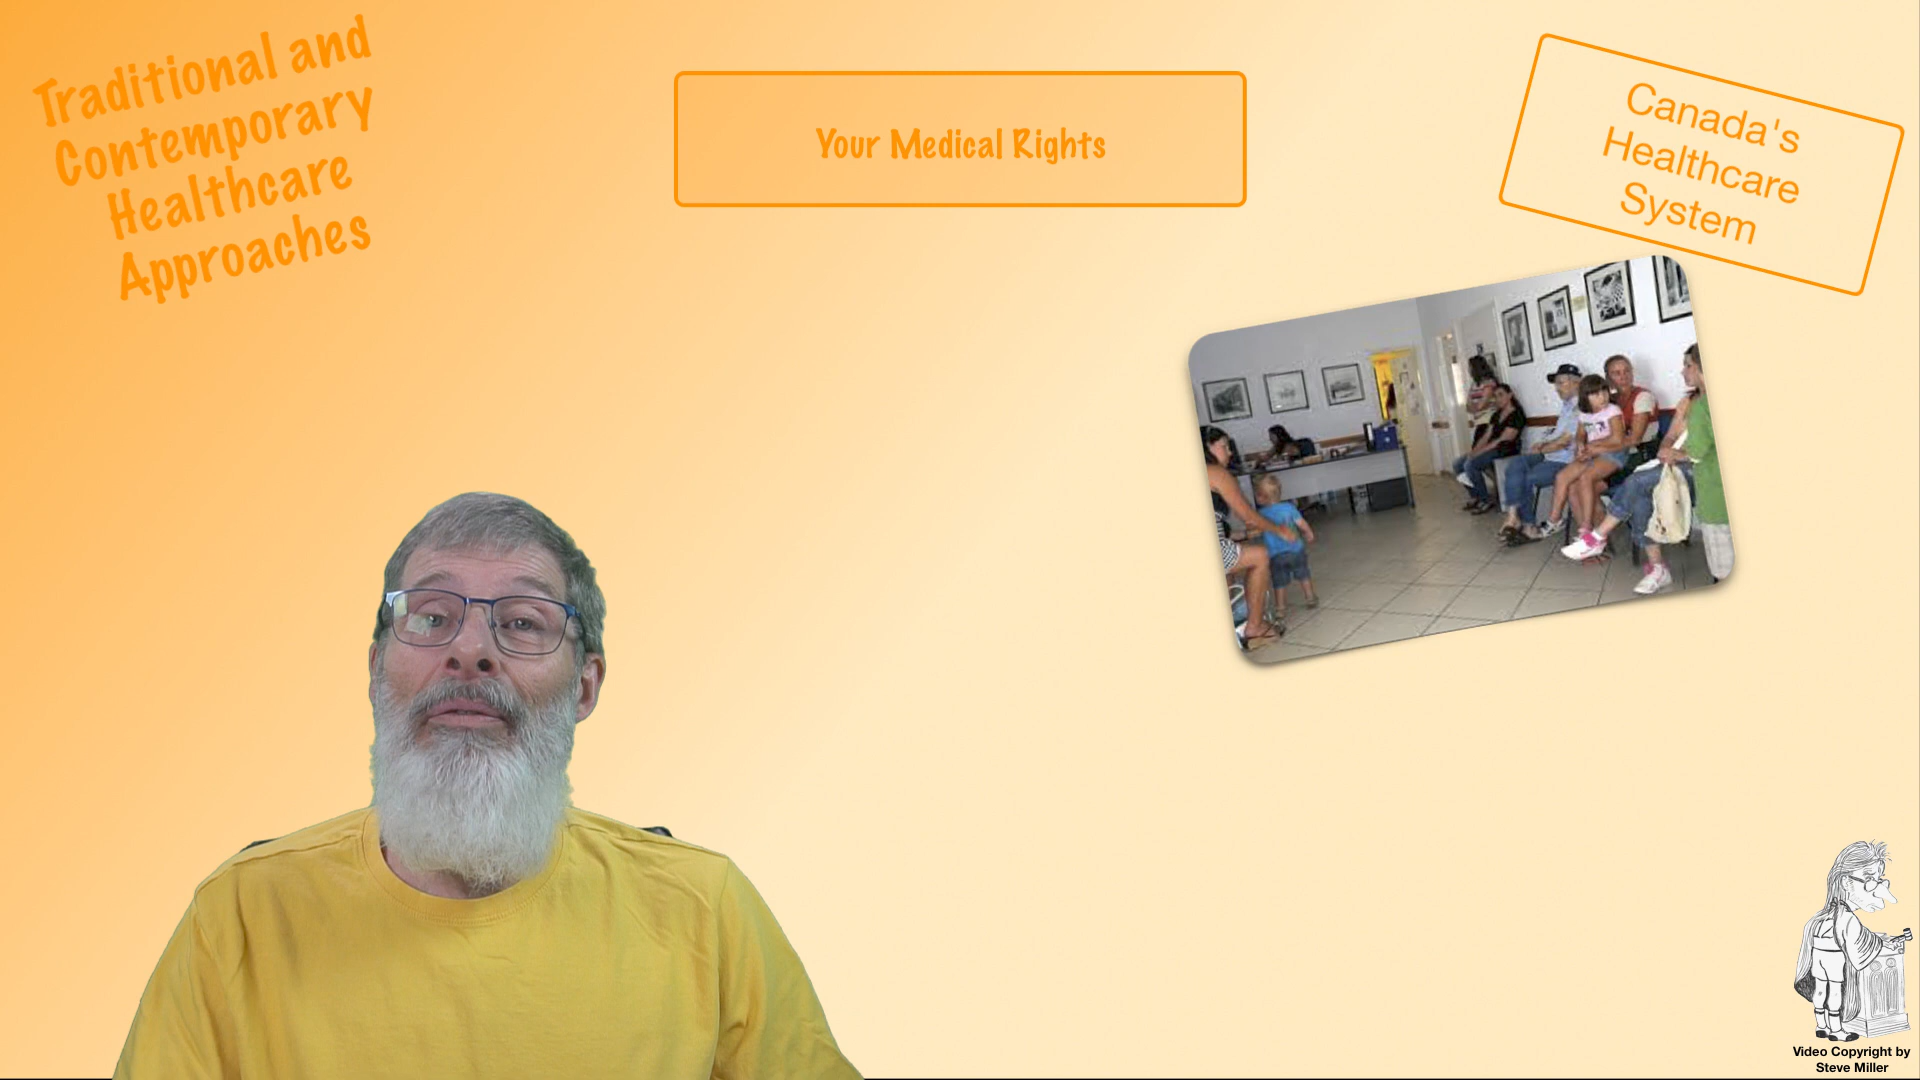 Traditional and
Contemporary
Healthcare
Approaches
Your Medical Rights
Canada's
Healthcare
System
Video Copyright by
Steve Miller